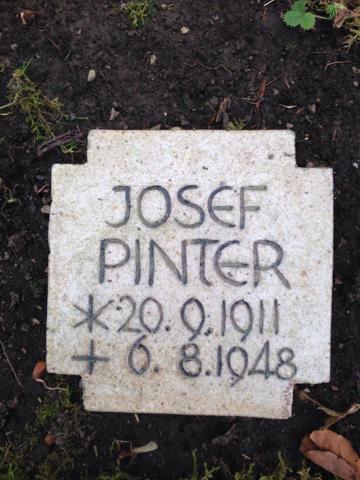 JOSEF
PINTER
* 20. 9. 1911
+ 6. 8. 1948